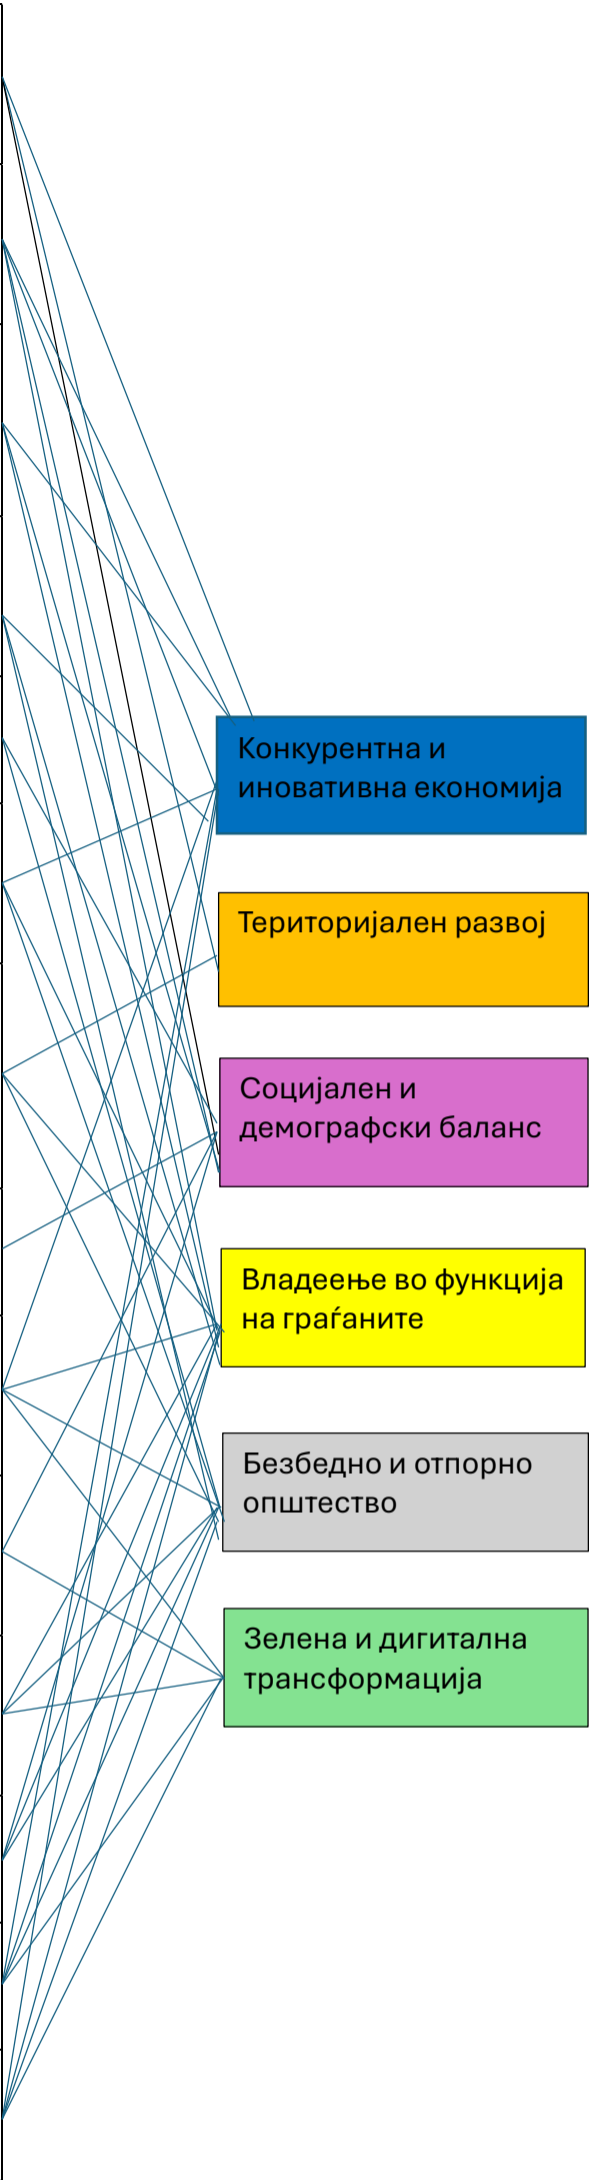 Конкурентна и
иновативна економија
Територијален развој
Социјален и
демографски баланс
Владеење во функција
на граѓаните
Безбедно и отпорно
општество
Зелена и дигитална
трансформација